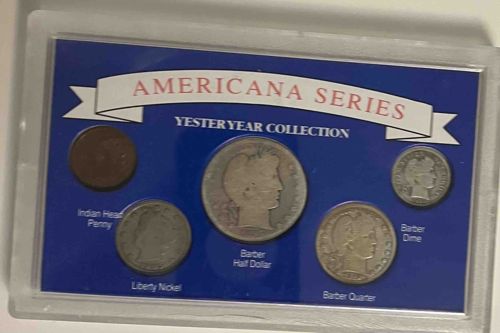 AMERICANA SERIES
YESTERYEAR COLLECTION
Indian Head
Penny
Liberty Nickel
Barber
Half Dollar
Barber Quarter
Barber
Dime